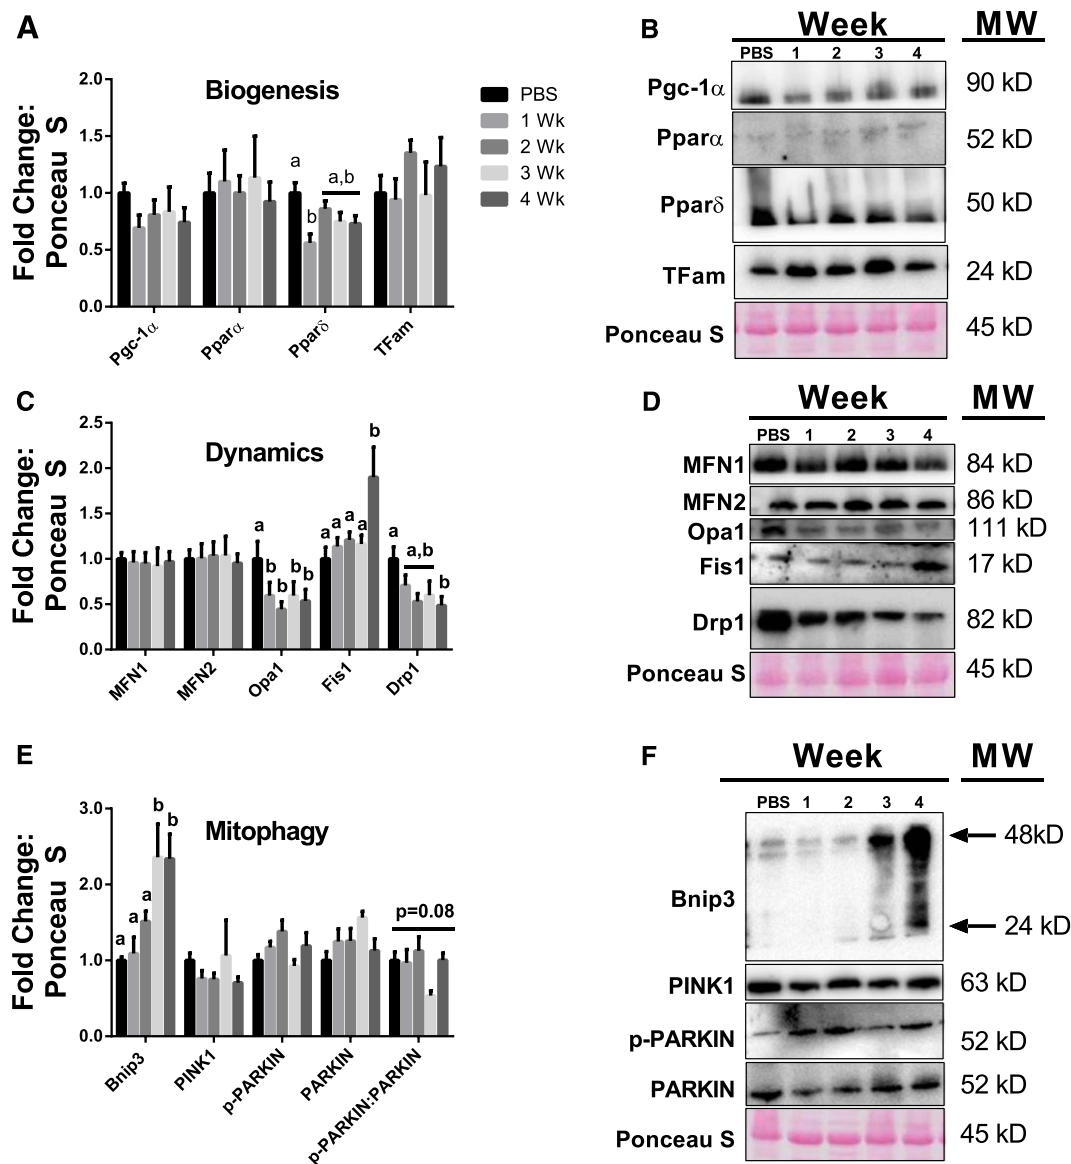 A
Fold Change:
Ponceau S
2.0
1.5
1.0
0.5
0.0
Biogenesis
a
b
a,b
Pgc-1α
Pparα
Pparδ
TFam
PBS
1 Wk
2 Wk
3 Wk
4 Wk
B
Week
MW
PBS 1 2 3 4
Pgc-1α 90 kD
Pparα 52 kD
Pparδ 50 kD
TFam 24 kD
Ponceau S 45 kD
C
Fold Change:
Ponceau S
2.5
2.0
1.5
1.0
0.5
0.0
Dynamics
a b b b b
a a a a b
a a,b b
MFN1
MFN2
Opa1
Fis1
Drp1
D
Week
MW
PBS 1 2 3 4
MFN1 84 kD
MFN2 86 kD
Opa1 111 kD
Fis1 17 kD
Drp1 82 kD
Ponceau S 45 kD
E
Fold Change:
Ponceau S
3.0
2.0
1.0
0.0
Mitophagy
a a a b b
p=0.08
Bnip3
PINK1
p-PARKIN
PARKIN
p-PARKIN:PARKIN
F
Week
MW
PBS 1 2 3 4
48kD
Bnip3
24 kD
PINK1 63 kD
p-PARKIN 52 kD
PARKIN 52 kD
Ponceau S 45 kD